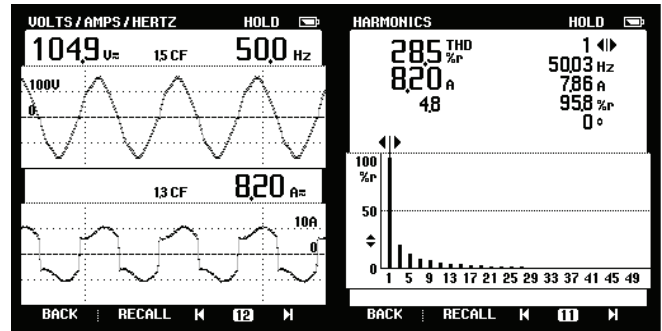 VOLTS / AMPS / HERTZ HOLD
104,9 V≂ 1,5 CF 50,0 Hz
100V
0
1,3 CF 8,20 A≂
10A
0
BACK RECALL 12
HARMONICS HOLD
28,5 THD %r 1
50,03 Hz
8,20 A 7,86 A
4,8 95,8 %r
0 °
100
%r
50
0
1 5 9 13 17 21 25 29 33 37 41 45 49
BACK RECALL 11